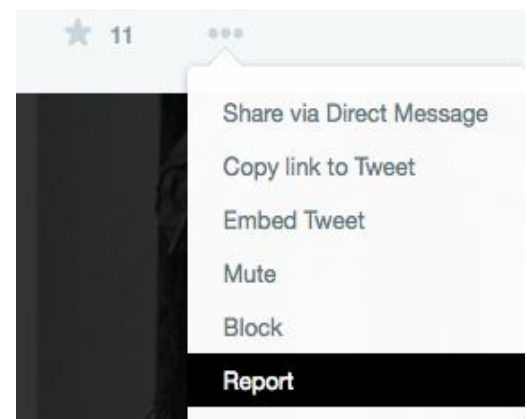 11
Share via Direct Message
Copy link to Tweet
Embed Tweet
Mute
Block
Report